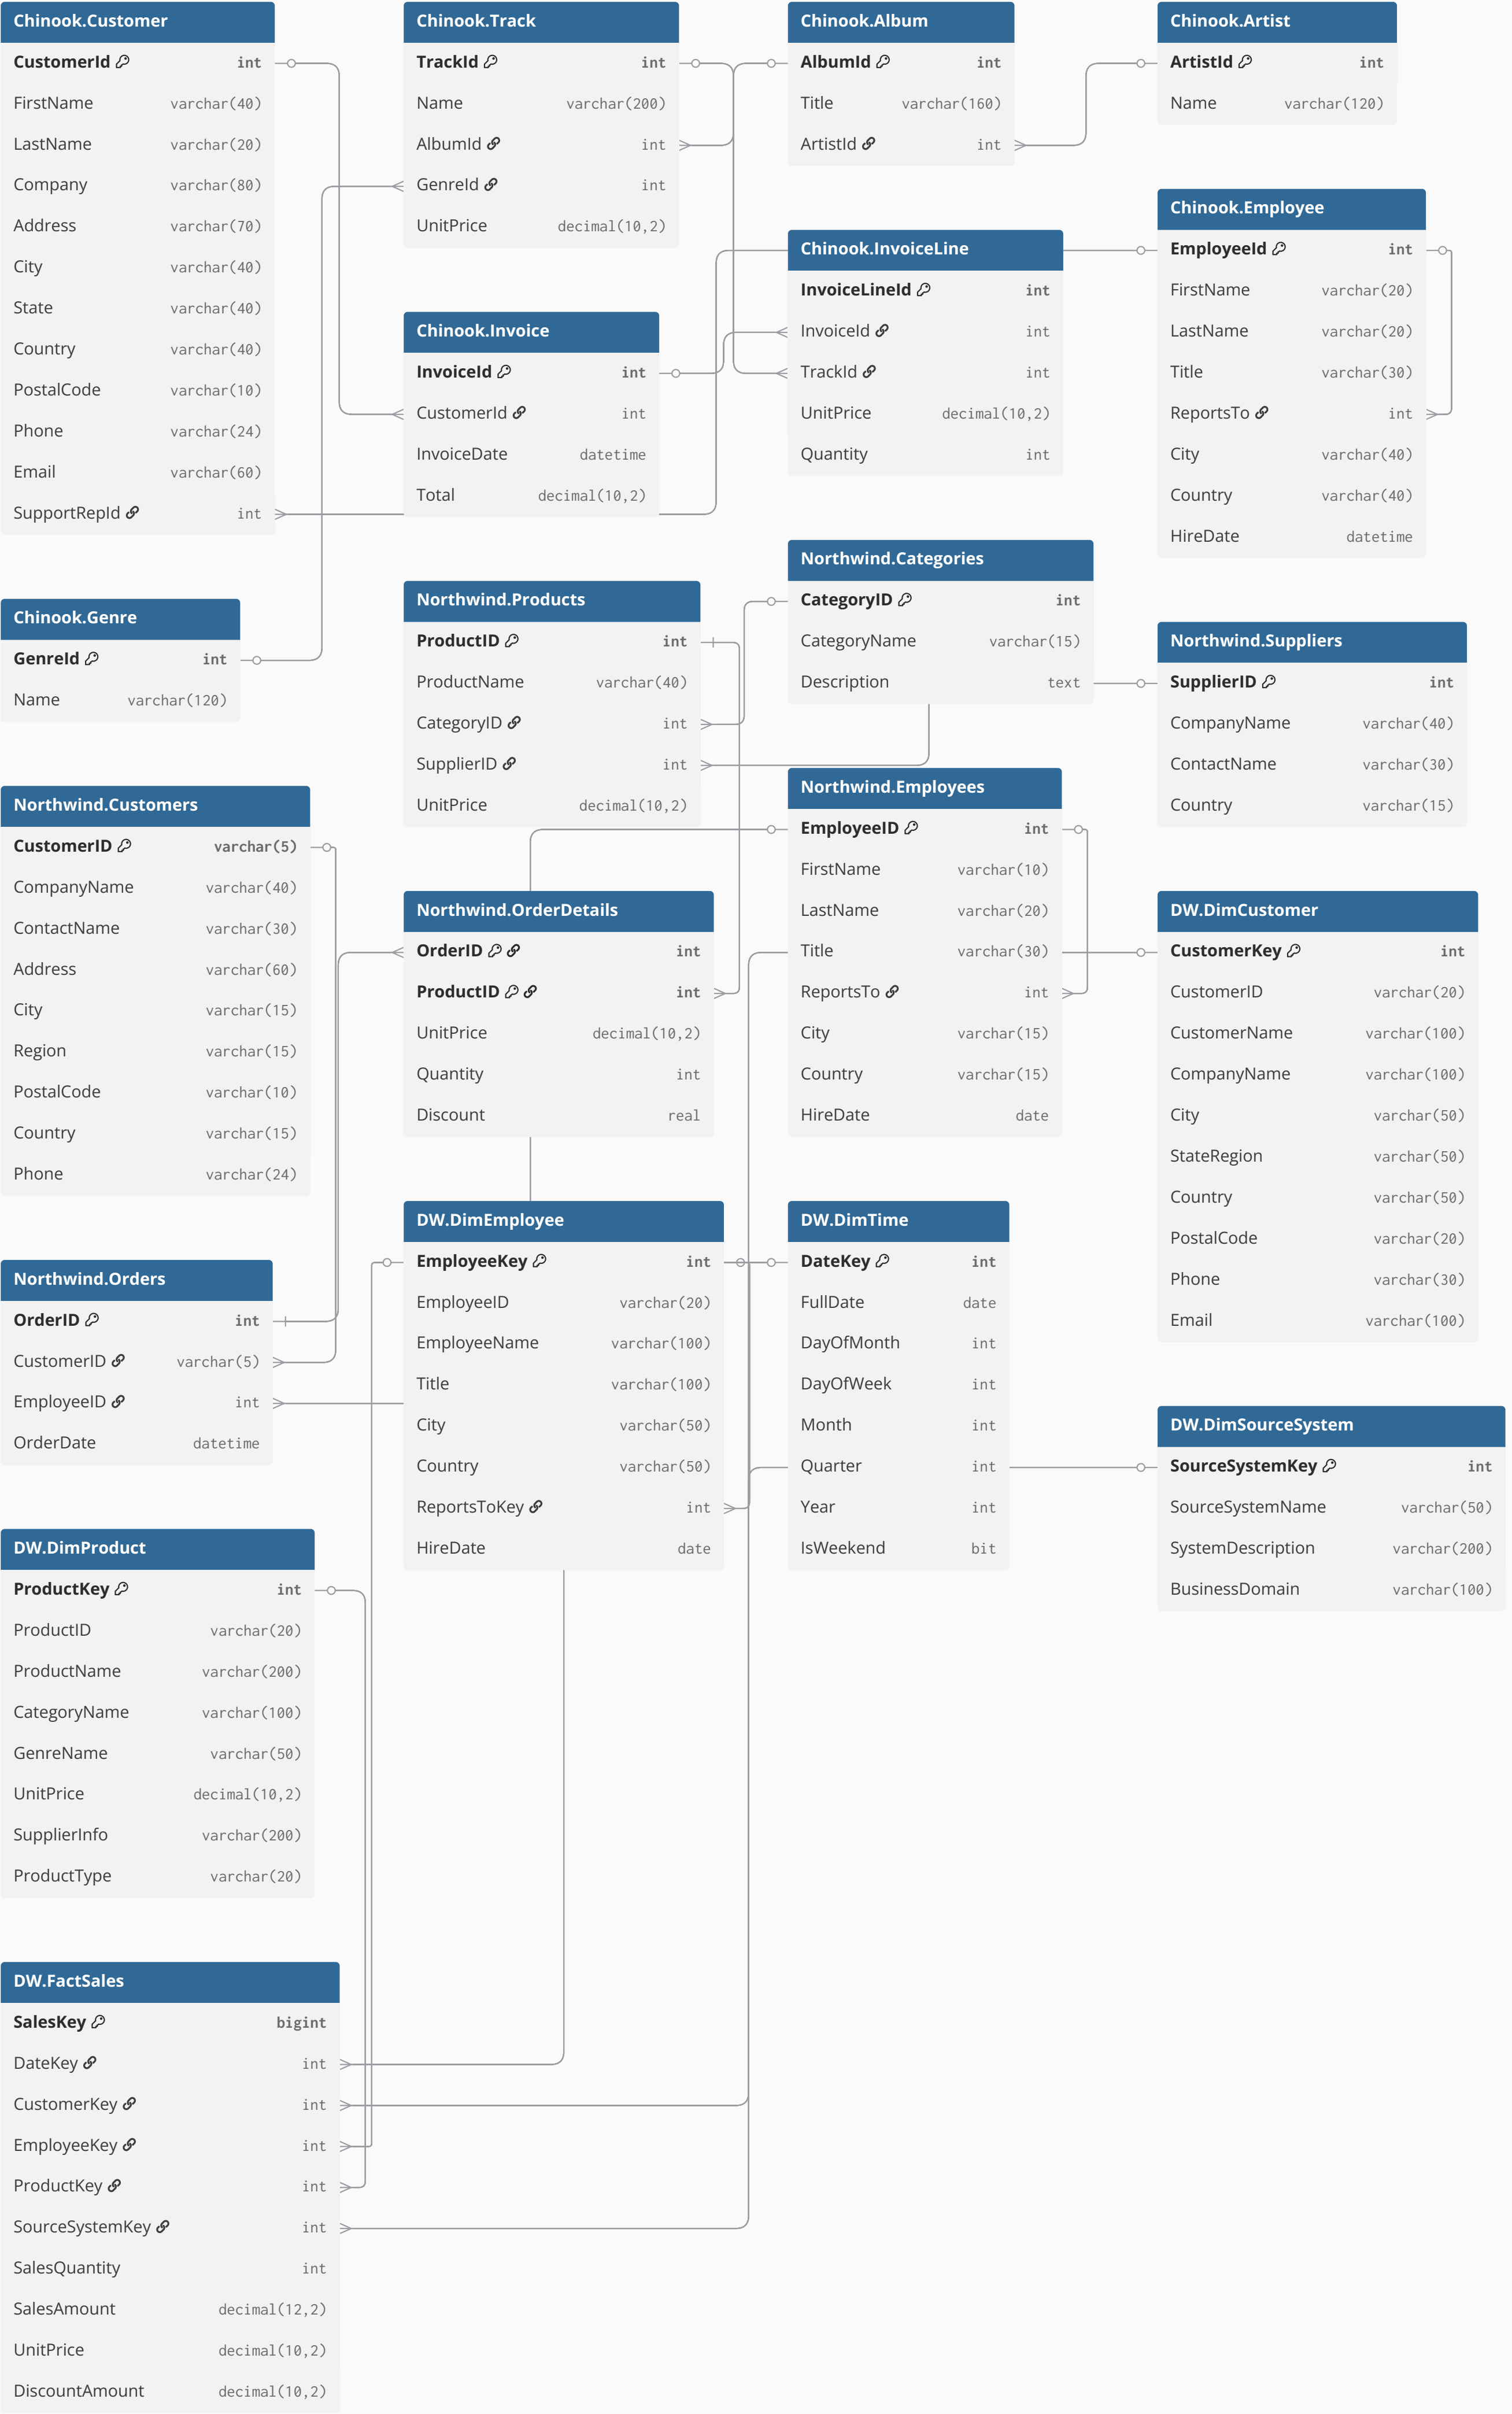 Chinook.Customer
CustomerId int
FirstName varchar(40)
LastName varchar(20)
Company varchar(80)
Address varchar(70)
City varchar(40)
State varchar(40)
Country varchar(40)
PostalCode varchar(10)
Phone varchar(24)
Email varchar(60)
SupportRepId int
Chinook.Track
TrackId int
Name varchar(200)
AlbumId int
GenreId int
UnitPrice decimal(10,2)
Chinook.Album
AlbumId int
Title varchar(160)
ArtistId int
Chinook.Artist
ArtistId int
Name varchar(120)
Chinook.Employee
EmployeeId int
FirstName varchar(20)
LastName varchar(20)
Title varchar(30)
ReportsTo int
City varchar(40)
Country varchar(40)
HireDate datetime
Chinook.InvoiceLine
InvoiceLineId int
InvoiceId int
TrackId int
UnitPrice decimal(10,2)
Quantity int
Chinook.Invoice
InvoiceId int
CustomerId int
InvoiceDate datetime
Total decimal(10,2)
Chinook.Genre
GenreId int
Name varchar(120)
Northwind.Products
ProductID int
ProductName varchar(40)
CategoryID int
SupplierID int
UnitPrice decimal(10,2)
Northwind.Categories
CategoryID int
CategoryName varchar(15)
Description text
Northwind.Suppliers
SupplierID int
CompanyName varchar(40)
ContactName varchar(30)
Country varchar(15)
Northwind.Customers
CustomerID varchar(5)
CompanyName varchar(40)
ContactName varchar(30)
Address varchar(60)
City varchar(15)
Region varchar(15)
PostalCode varchar(10)
Country varchar(15)
Phone varchar(24)
Northwind.Employees
EmployeeID int
FirstName varchar(10)
LastName varchar(20)
Title varchar(30)
ReportsTo int
City varchar(15)
Country varchar(15)
HireDate date
Northwind.OrderDetails
OrderID int
ProductID int
UnitPrice decimal(10,2)
Quantity int
Discount real
DW.DimCustomer
CustomerKey int
CustomerID varchar(20)
CustomerName varchar(100)
CompanyName varchar(100)
City varchar(50)
StateRegion varchar(50)
Country varchar(50)
PostalCode varchar(20)
Phone varchar(30)
Email varchar(100)
Northwind.Orders
OrderID int
CustomerID varchar(5)
EmployeeID int
OrderDate datetime
DW.DimEmployee
EmployeeKey int
EmployeeID varchar(20)
EmployeeName varchar(100)
Title varchar(100)
City varchar(50)
Country varchar(50)
ReportsToKey int
HireDate date
DW.DimTime
DateKey int
FullDate date
DayOfMonth int
DayOfWeek int
Month int
Quarter int
Year int
IsWeekend bit
DW.DimSourceSystem
SourceSystemKey int
SourceSystemName varchar(50)
SystemDescription varchar(200)
BusinessDomain varchar(100)
DW.DimProduct
ProductKey int
ProductID varchar(20)
ProductName varchar(200)
CategoryName varchar(100)
GenreName varchar(50)
UnitPrice decimal(10,2)
SupplierInfo varchar(200)
ProductType varchar(20)
DW.FactSales
SalesKey bigint
DateKey int
CustomerKey int
EmployeeKey int
ProductKey int
SourceSystemKey int
SalesQuantity int
SalesAmount decimal(12,2)
UnitPrice decimal(10,2)
DiscountAmount decimal(10,2)